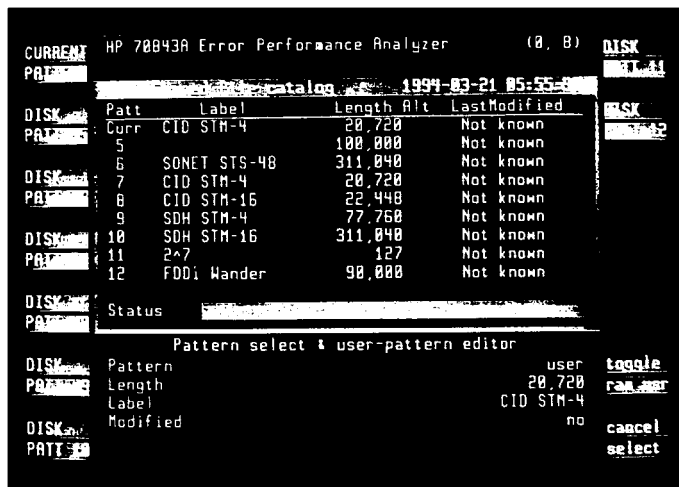 HP 70843A Error Performance Analyzer (0, 8)
CURRENT
DISK
catalog 1994-03-21
Patt Label Length Alt LastModified
Curr CID STM-4 20,720 Not known
5 100,000 Not known
6 SONET STS-48 311,040 Not known
7 CID STM-4 20,720 Not known
8 CID STM-16 22,448 Not known
9 SDH STM-4 77,760 Not known
10 SDH STM-16 311,040 Not known
11 2^7 127 Not known
12 FDDi Wander 90,000 Not known
DISK
DISK
DISK
DISK
Status
Pattern select & user-pattern editor
DISK
Pattern user
toggle
Length 20,720
Label CID STM-4
Modified no
DISK
PATT
cancel
select